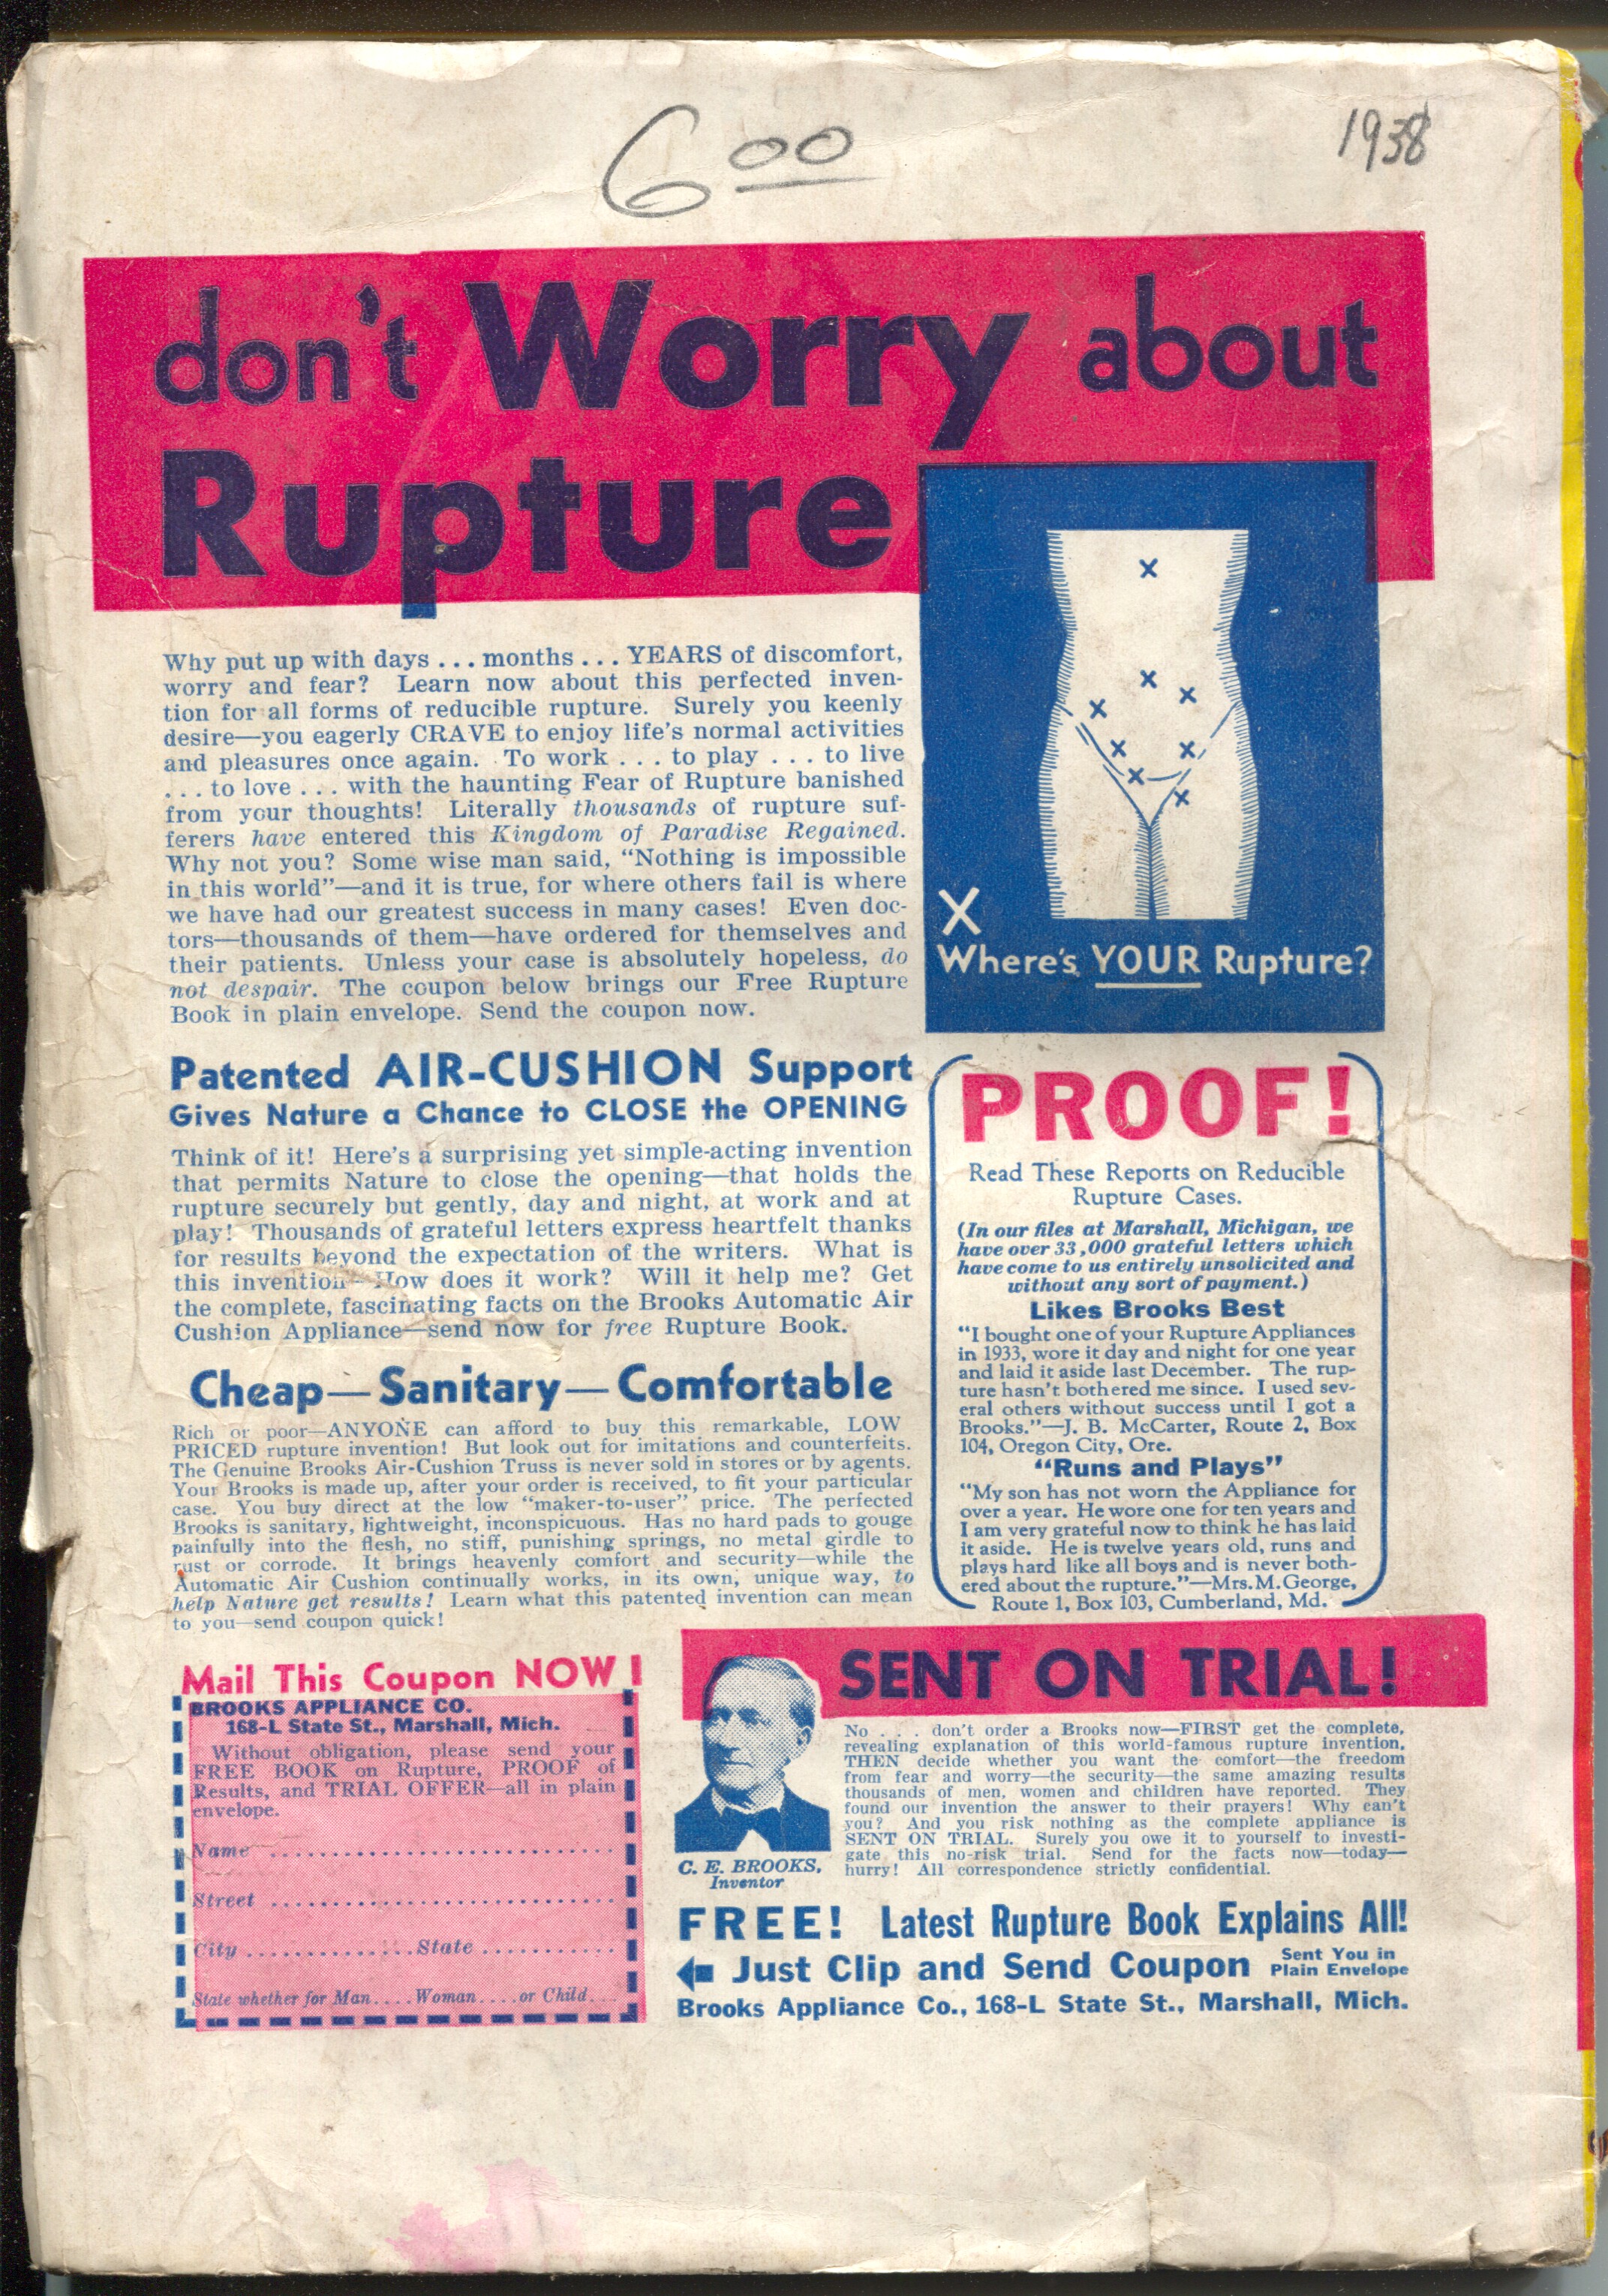 6 00
1938
don't Worry about
Rupture
Why put up with days ... months ... YEARS of discomfort,
worry and fear? Learn now about this perfected inven-
tion for all forms of reducible rupture. Surely you keenly
desire—you eagerly CRAVE to enjoy life's normal activities
and pleasures once again. To work . . . to play . . . to live
. . . to love . . . with the haunting Fear of Rupture banished
from your thoughts! Literally thousands of rupture suf-
ferers have entered this Kingdom of Paradise Regained.
Why not you? Some wise man said, “Nothing is impossible
in this world”—and it is true, for where others fail is where
we have had our greatest success in many cases! Even doc-
tors—thousands of them—have ordered for themselves and
their patients. Unless your case is absolutely hopeless, do
not despair. The coupon below brings our Free Rupture
Book in plain envelope. Send the coupon now.
X
Where's YOUR Rupture?
Patented AIR-CUSHION Support
Gives Nature a Chance to CLOSE the OPENING
Think of it! Here's a surprising yet simple-acting invention
that permits Nature to close the opening—that holds the
rupture securely but gently, day and night, at work and at
play! Thousands of grateful letters express heartfelt thanks
for results beyond the expectation of the writers. What is
this invention—How does it work? Will it help me? Get
the complete, fascinating facts on the Brooks Automatic Air
Cushion Appliance—send now for free Rupture Book.
Cheap—Sanitary—Comfortable
Rich or poor—ANYONE can afford to buy this remarkable, LOW
PRICED rupture invention! But look out for imitations and counterfeits.
The Genuine Brooks Air-Cushion Truss is never sold in stores or by agents.
Your Brooks is made up, after your order is received, to fit your particular
case. You buy direct at the low “maker-to-user” price. The perfected
Brooks is sanitary, lightweight, inconspicuous. Has no hard pads to gouge
painfully into the flesh, no stiff, punishing springs, no metal girdle to
rust or corrode. It brings heavenly comfort and security—while the
Automatic Air Cushion continually works, in its own, unique way, to
help Nature get results! Learn what this patented invention can mean
to you—send coupon quick!
PROOF!
Read These Reports on Reducible
Rupture Cases.
(In our files at Marshall, Michigan, we
have over 33,000 grateful letters which
have come to us entirely unsolicited and
without any sort of payment.)
Likes Brooks Best
“I bought one of your Rupture Appliances
in 1933, wore it day and night for one year
and laid it aside last December. The rup-
ture hasn't bothered me since. I used sev-
eral others without success until I got a
Brooks.”—J. B. McCarter, Route 2, Box
104, Oregon City, Ore.
“Runs and Plays”
“My son has not worn the Appliance for
over a year. He wore one for ten years and
I am very grateful now to think he has laid
it aside. He is twelve years old, runs and
plays hard like all boys and is never both-
ered about the rupture.”—Mrs. M. George,
Route 1, Box 103, Cumberland, Md.
Mail This Coupon NOW!
BROOKS APPLIANCE CO.
168-L State St., Marshall, Mich.
Without obligation, please send your
FREE BOOK on Rupture, PROOF of
Results, and TRIAL OFFER—all in plain
envelope.
Name
Street
City .............. State ...........
State whether for Man.... Woman.... or Child....
SENT ON TRIAL!
No . . . don't order a Brooks now—FIRST get the complete,
revealing explanation of this world-famous rupture invention,
THEN decide whether you want the comfort—the freedom
from fear and worry—the security—the same amazing results
thousands of men, women and children have reported. They
found our invention the answer to their prayers! Why can't
you? And you risk nothing as the complete appliance is
SENT ON TRIAL. Surely you owe it to yourself to investi-
gate this no-risk trial. Send for the facts now—today—
hurry! All correspondence strictly confidential.
C. E. BROOKS,
Inventor
FREE! Latest Rupture Book Explains All!
Just Clip and Send Coupon Sent You in
Plain Envelope
Brooks Appliance Co., 168-L State St., Marshall, Mich.